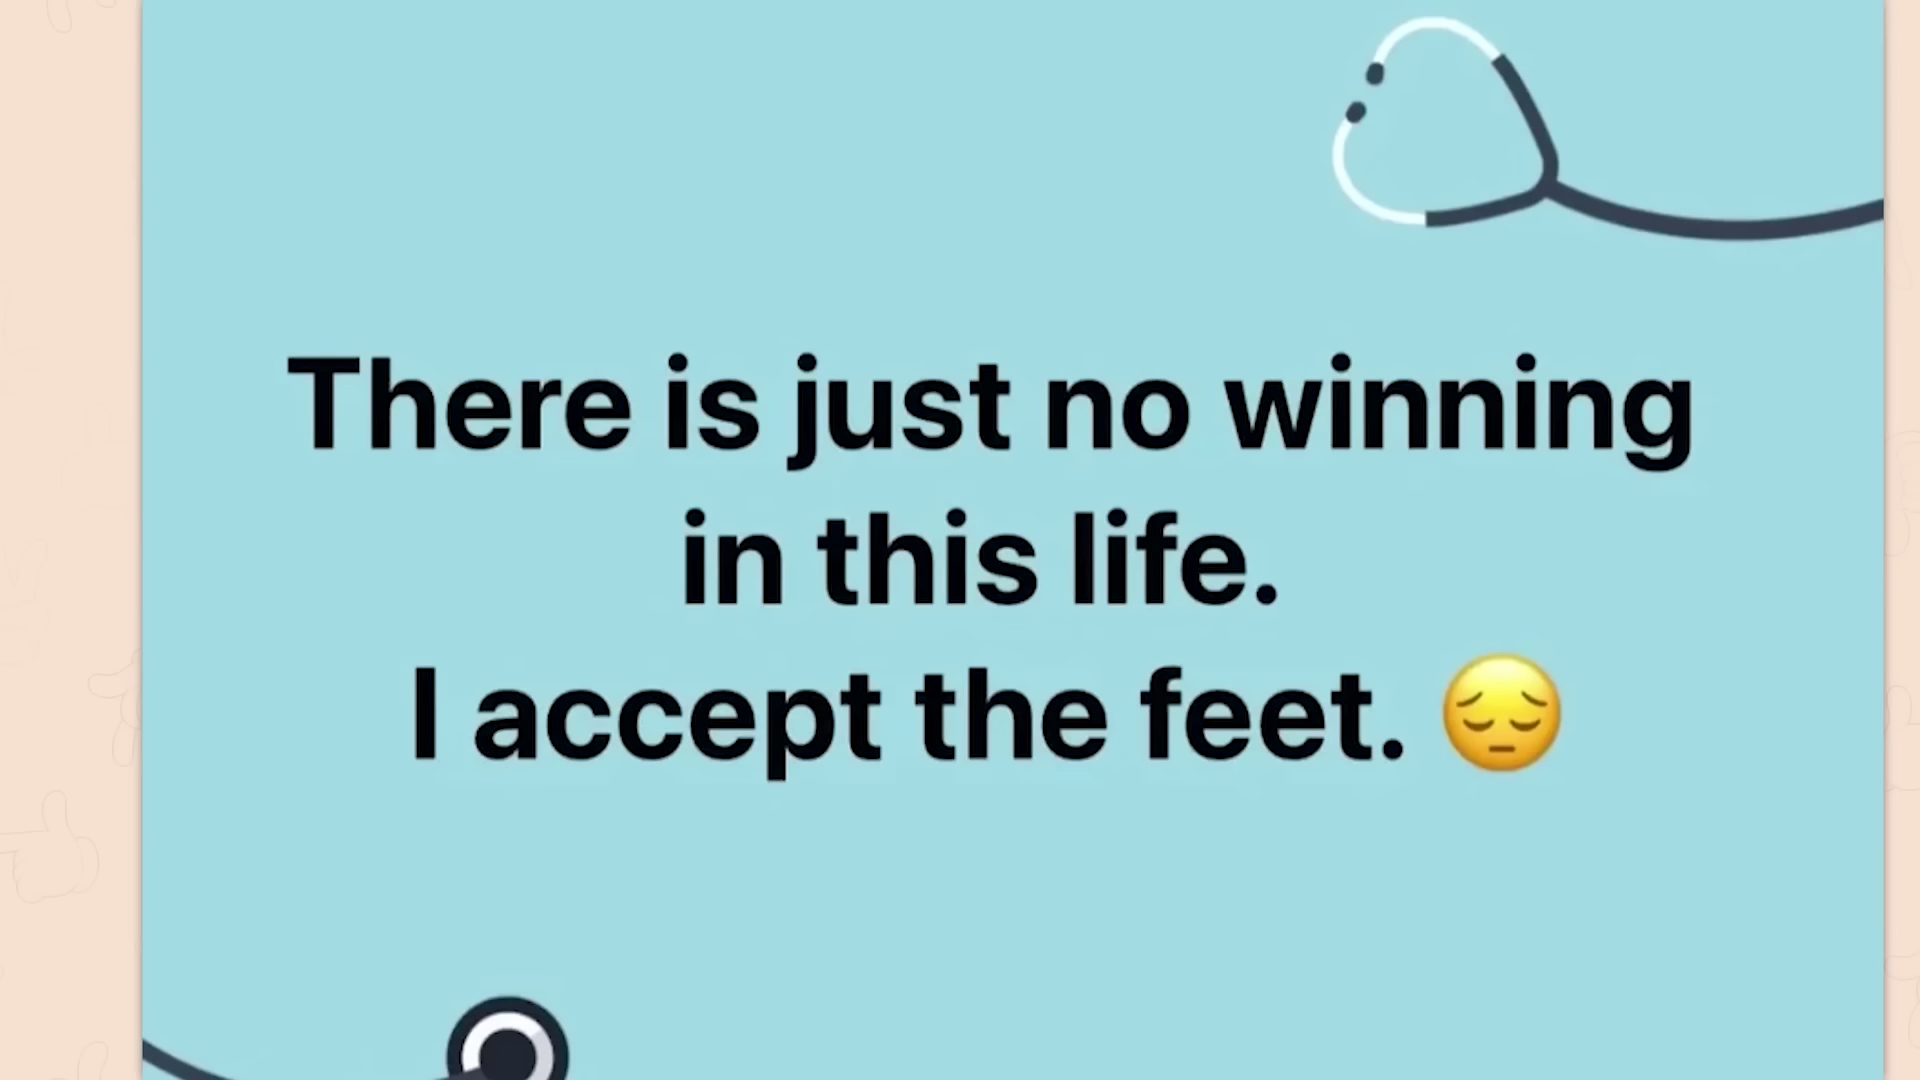 There is just no winning
in this life.
I accept the feet. 😔